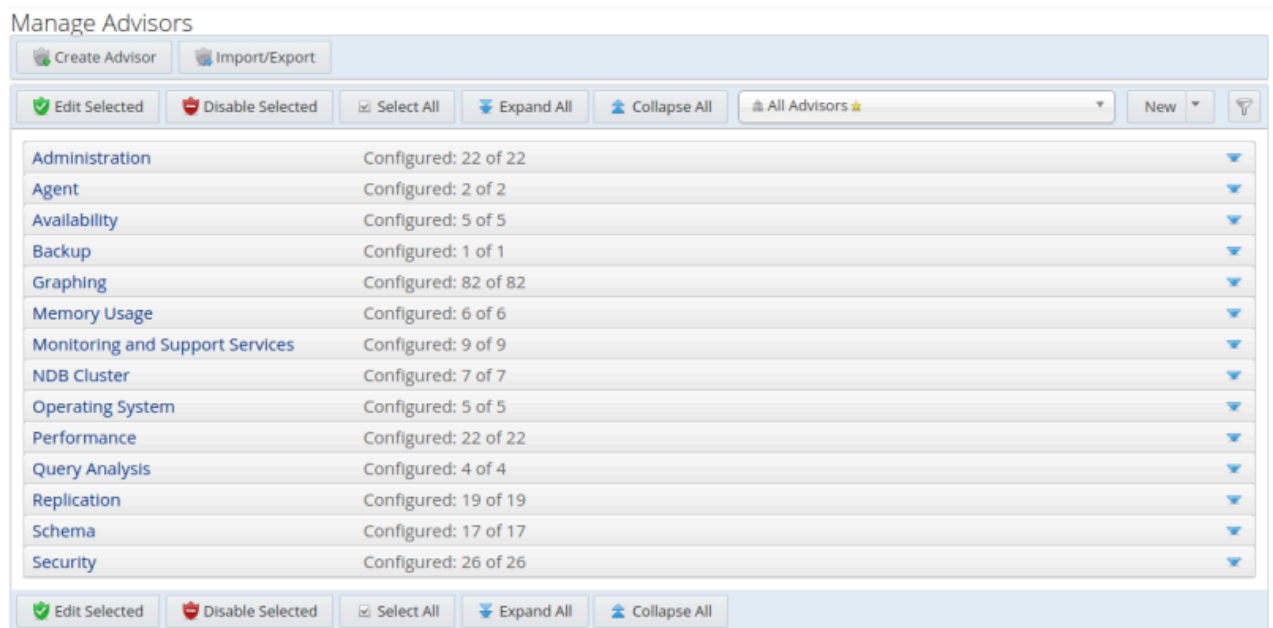 Manage Advisors
Create Advisor Import/Export
Edit Selected Disable Selected Select All Expand All Collapse All All Advisors New
Administration Configured: 22 of 22
Agent Configured: 2 of 2
Availability Configured: 5 of 5
Backup Configured: 1 of 1
Graphing Configured: 82 of 82
Memory Usage Configured: 6 of 6
Monitoring and Support Services Configured: 9 of 9
NDB Cluster Configured: 7 of 7
Operating System Configured: 5 of 5
Performance Configured: 22 of 22
Query Analysis Configured: 4 of 4
Replication Configured: 19 of 19
Schema Configured: 17 of 17
Security Configured: 26 of 26
Edit Selected Disable Selected Select All Expand All Collapse All